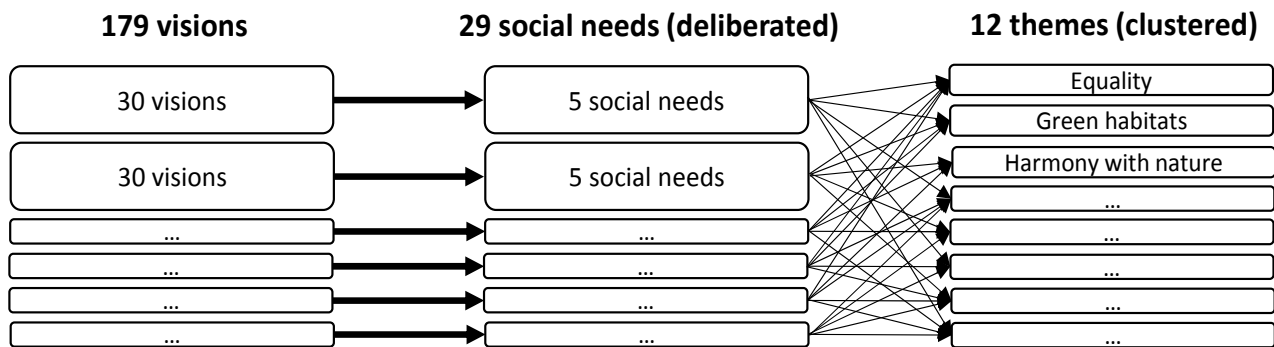 179 visions
29 social needs (deliberated)
12 themes (clustered)
30 visions
5 social needs
Equality
Green habitats
30 visions
5 social needs
Harmony with nature
...
...
...
...
...
...
...
...
...
...
...
...
...